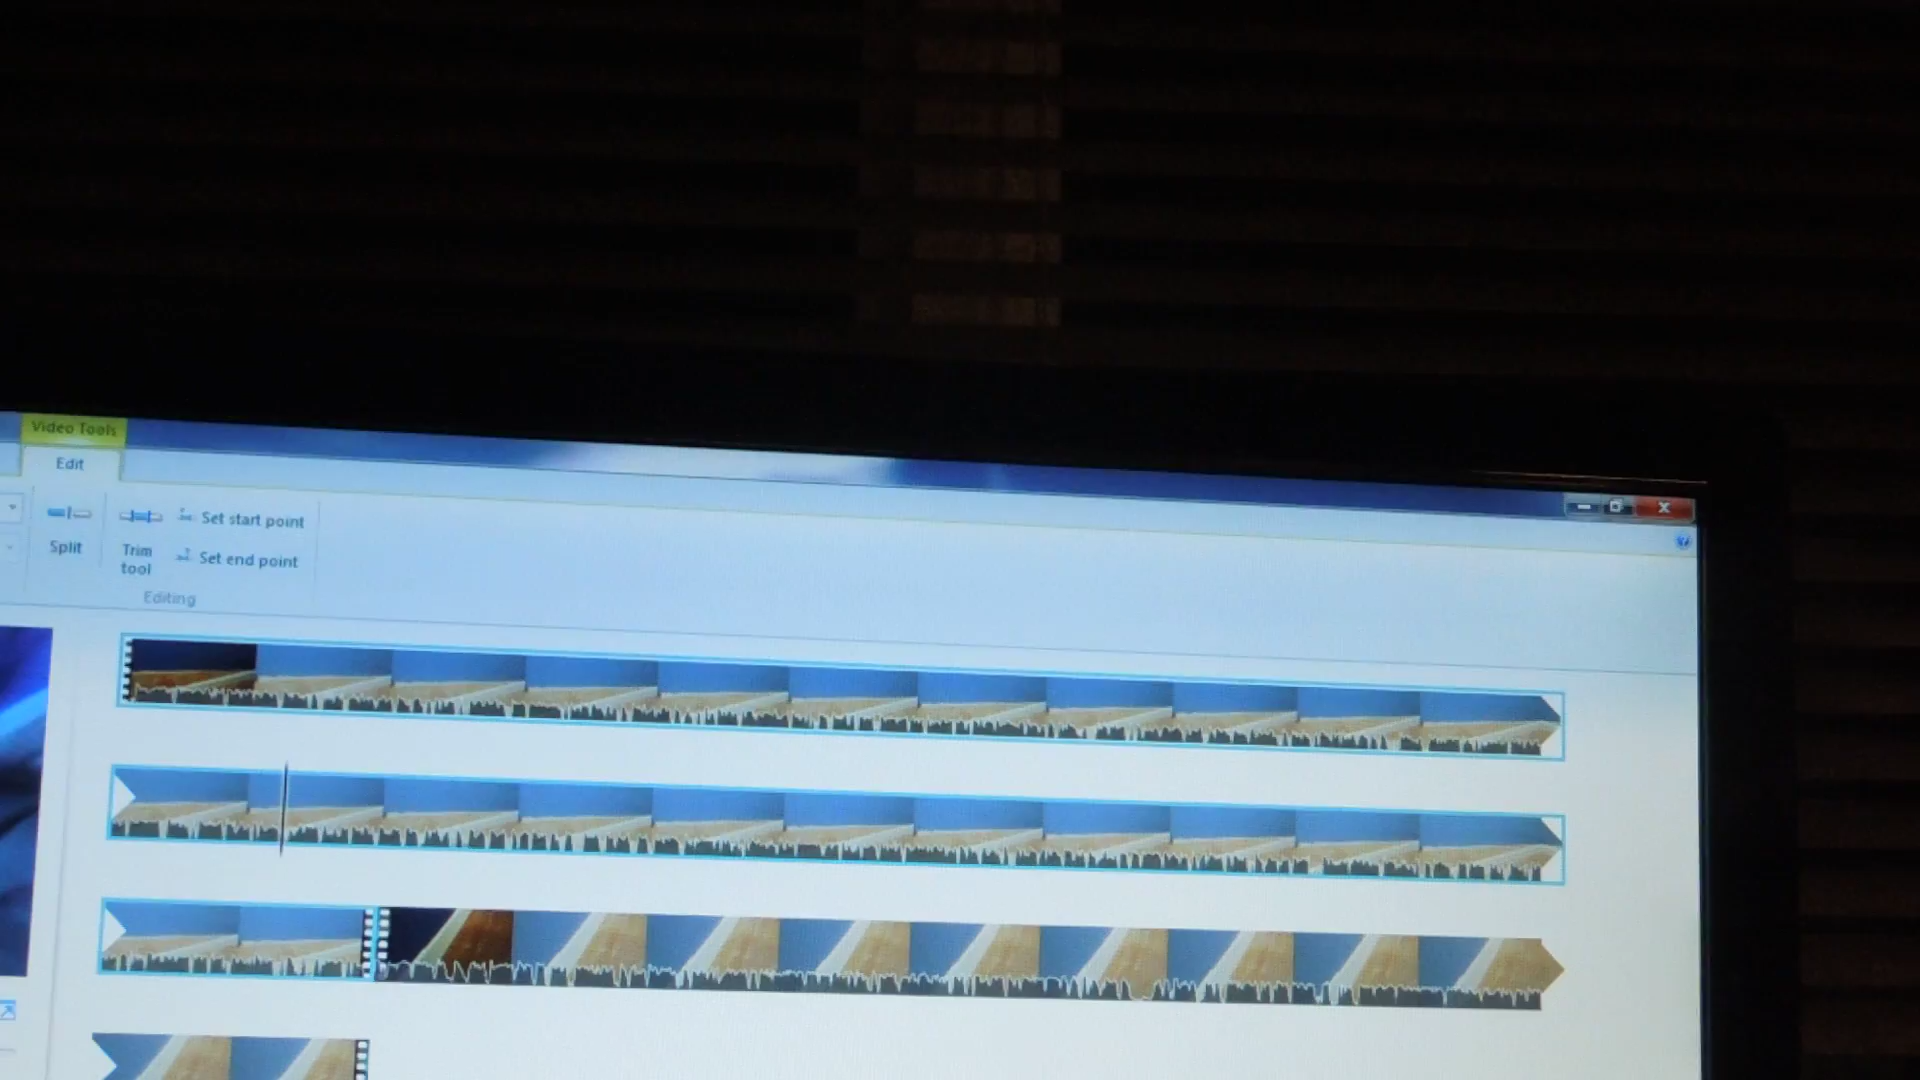 Video Tools
Edit
Split
Trim
tool
Set start point
Set end point
Editing